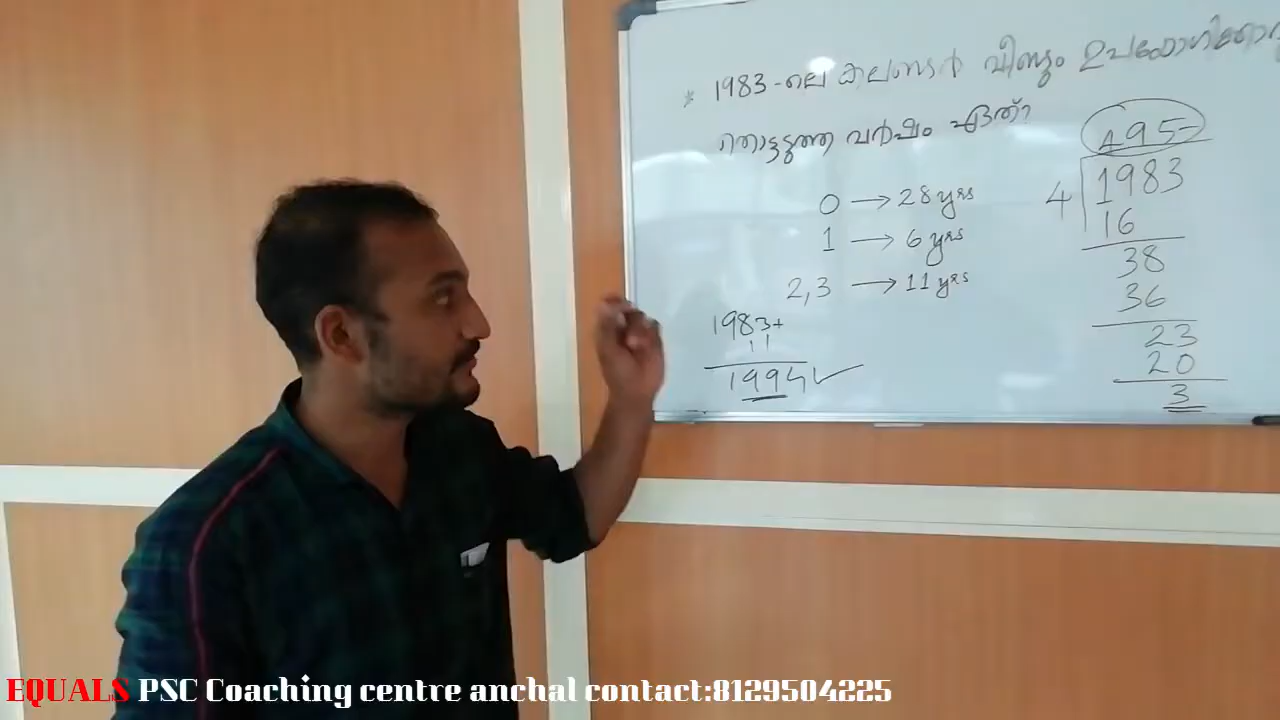 * 1983-ലെ കലണ്ടർ വീണ്ടും
തൊട്ടടുത്ത വർഷം ഏത്?
0 → 28 yrs
1 → 6 yrs
2,3 → 11 yrs
1983+
11
1994 ✓
495
4 1983
16
38
36
23
20
3
EQUALS PSC Coaching centre anchal contact:8129504225